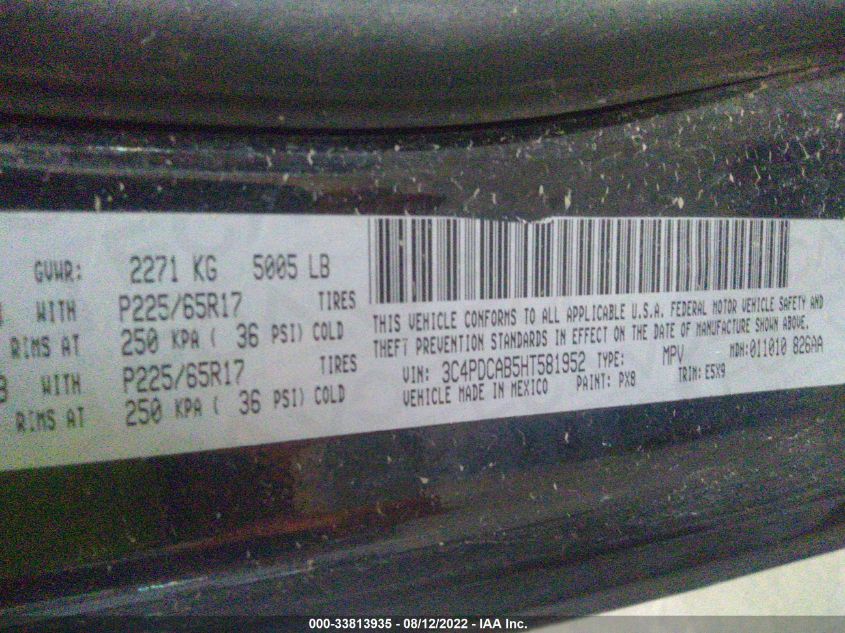 GVWR: 2271 KG 5005 LB
WITH P225/65R17 TIRES
RIMS AT 250 KPA ( 36 PSI) COLD
WITH P225/65R17 TIRES
RIMS AT 250 KPA ( 36 PSI) COLD
THIS VEHICLE CONFORMS TO ALL APPLICABLE U.S.A. FEDERAL MOTOR VEHICLE SAFETY AND
THEFT PREVENTION STANDARDS IN EFFECT ON THE DATE OF MANUFACTURE SHOWN ABOVE.
VIN: 3C4PDCAB5HT581952 TYPE: MPV MDH:011010 826AA
VEHICLE MADE IN MEXICO PAINT: PX8 TRIM: E5X9
000-33813935 - 08/12/2022 - IAA Inc.